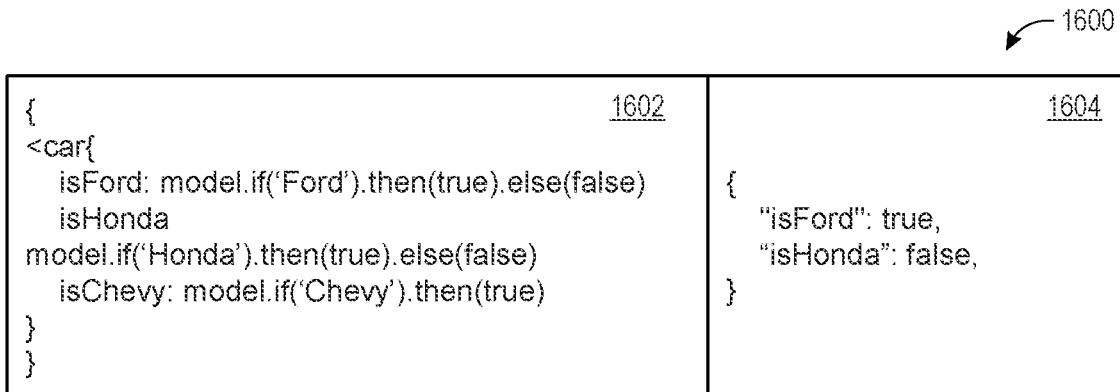 1600
1602
{
<car{
isFord: model.if(‘Ford’).then(true).else(false)
isHonda
model.if(‘Honda’).then(true).else(false)
isChevy: model.if(‘Chevy’).then(true)
}
}
1604
{
"isFord": true,
“isHonda”: false,
}